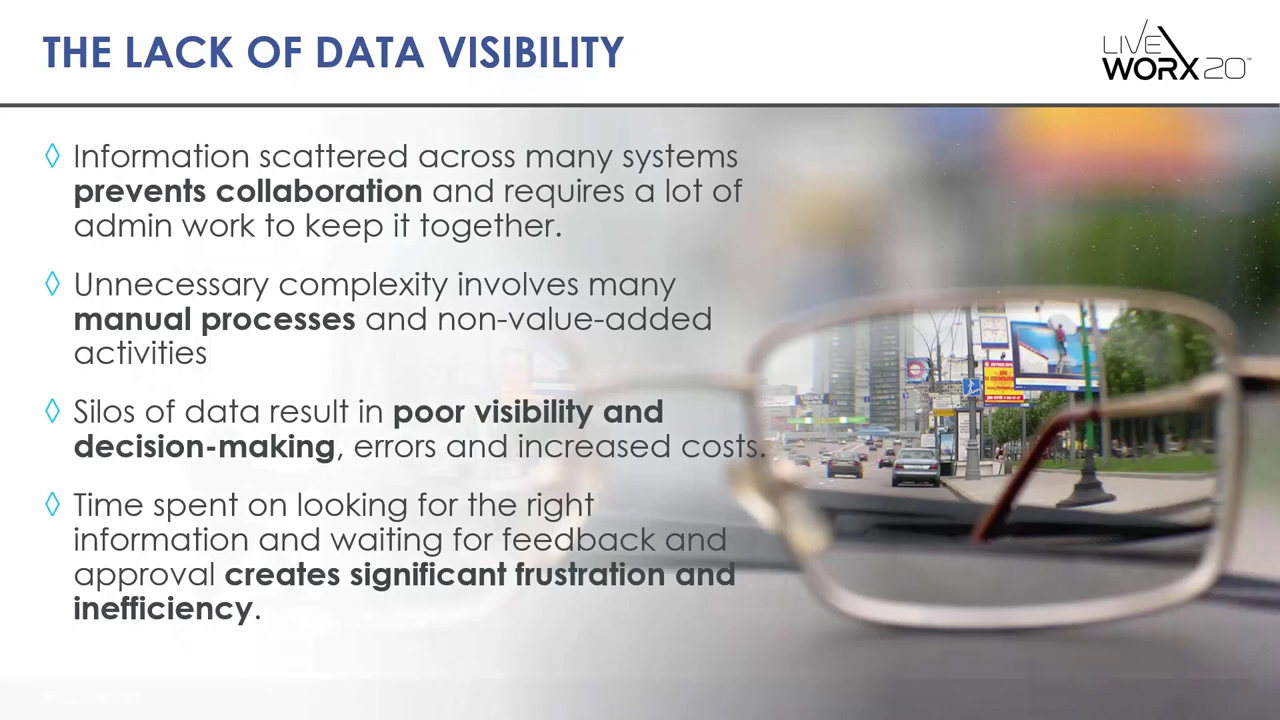 THE LACK OF DATA VISIBILITY
LIVE
WORX 20™
◊ Information scattered across many systems
prevents collaboration and requires a lot of
admin work to keep it together.
◊ Unnecessary complexity involves many
manual processes and non-value-added
activities
◊ Silos of data result in poor visibility and
decision-making, errors and increased costs.
◊ Time spent on looking for the right
information and waiting for feedback and
approval creates significant frustration and
inefficiency.